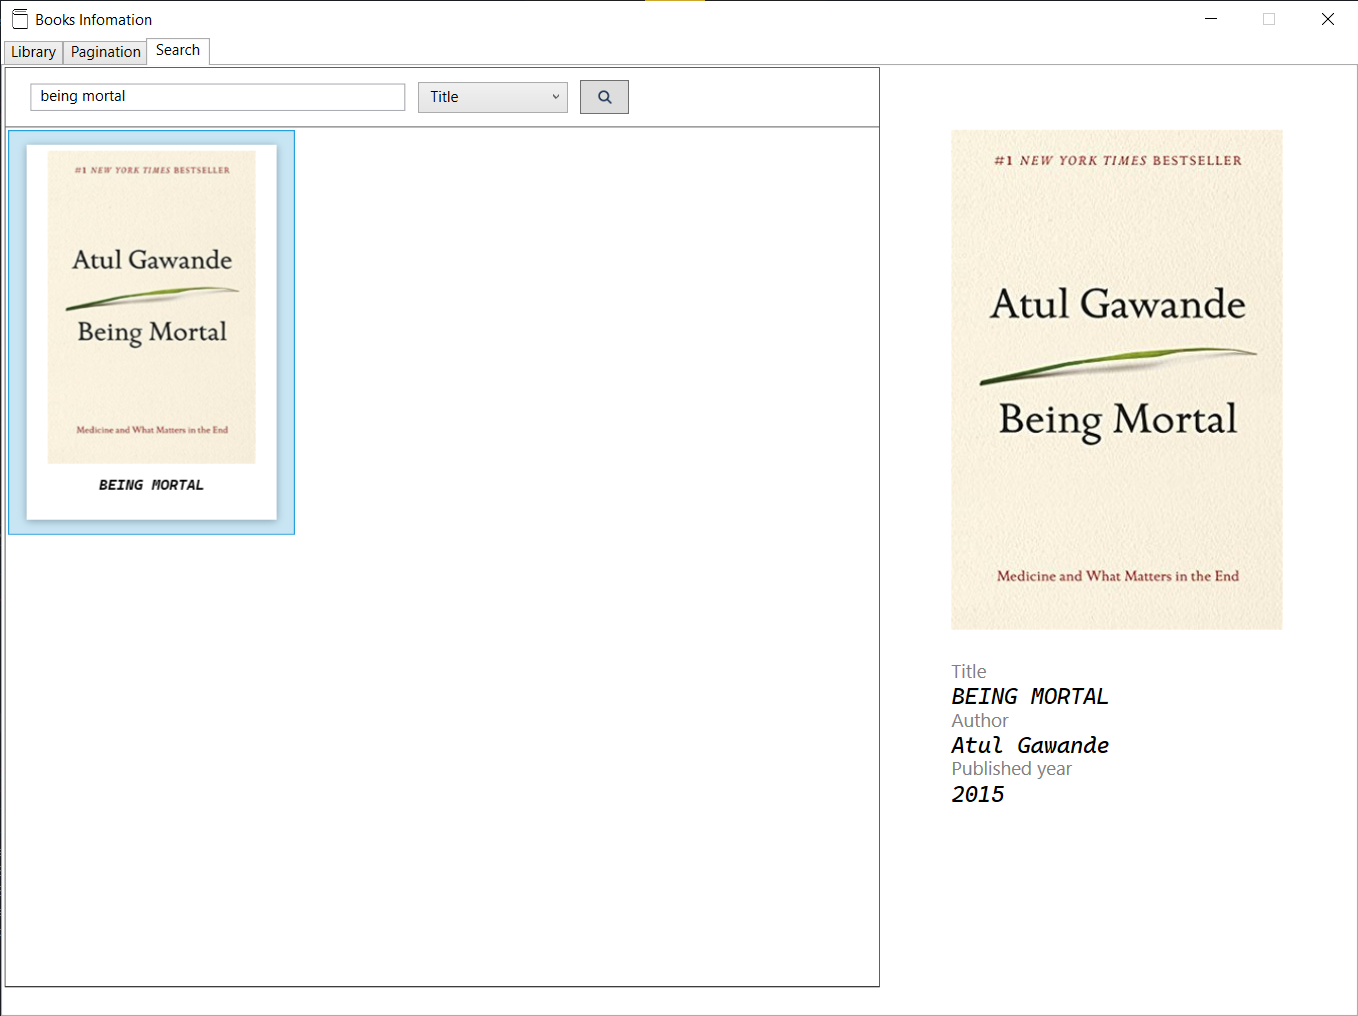 Books Infomation
Library Pagination Search
being mortal Title
#1 NEW YORK TIMES BESTSELLER
Atul Gawande
Being Mortal
Medicine and What Matters in the End
BEING MORTAL
#1 NEW YORK TIMES BESTSELLER
Atul Gawande
Being Mortal
Medicine and What Matters in the End
Title
BEING MORTAL
Author
Atul Gawande
Published year
2015